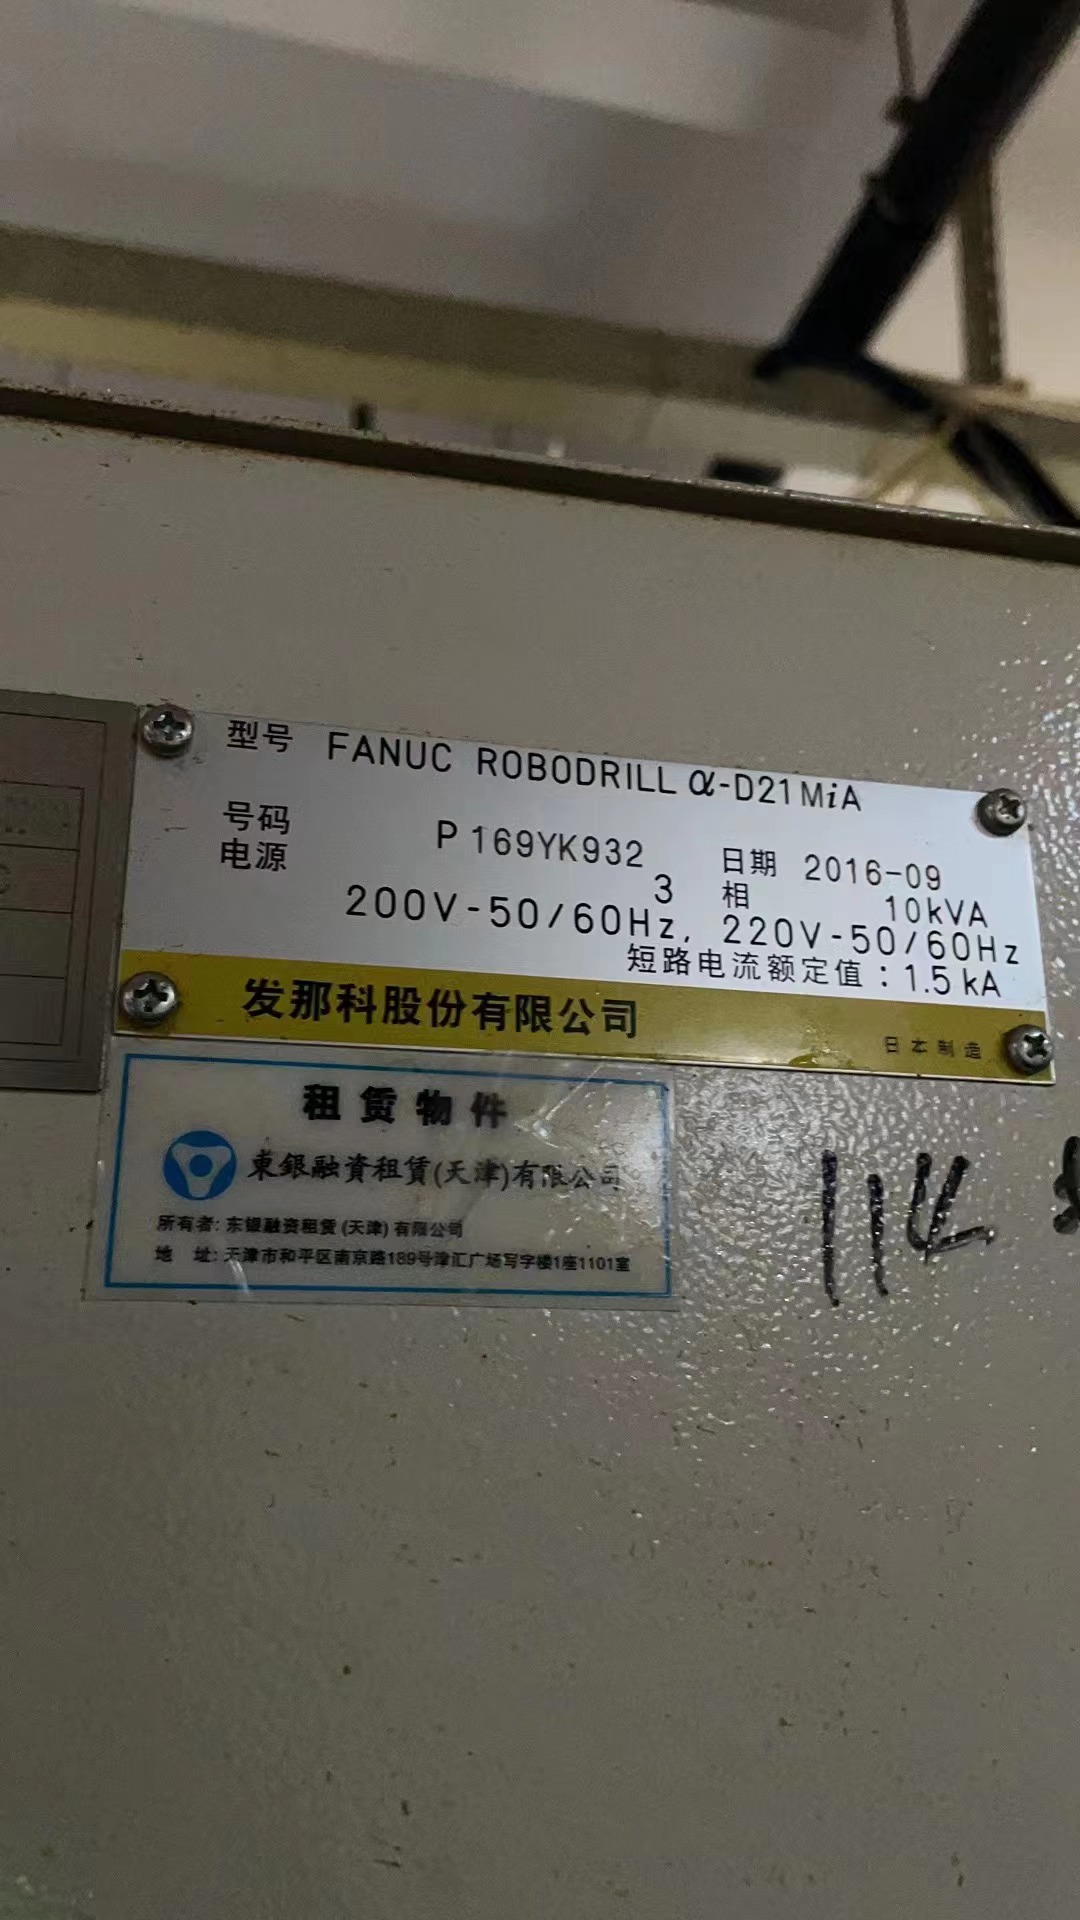 型号 FANUC ROBODRILL α-D21MiA
号码 P169YK932 日期 2016-09
电源 3 相 10kVA
200V-50/60Hz, 220V-50/60Hz
短路电流额定值：1.5kA
发那科股份有限公司 日本制造
租赁物件
東銀融資租賃(天津)有限公司
所有者: 东银融资租赁(天津)有限公司
地 址: 天津市和平区南京路189号津汇广场写字楼1座1101室
114